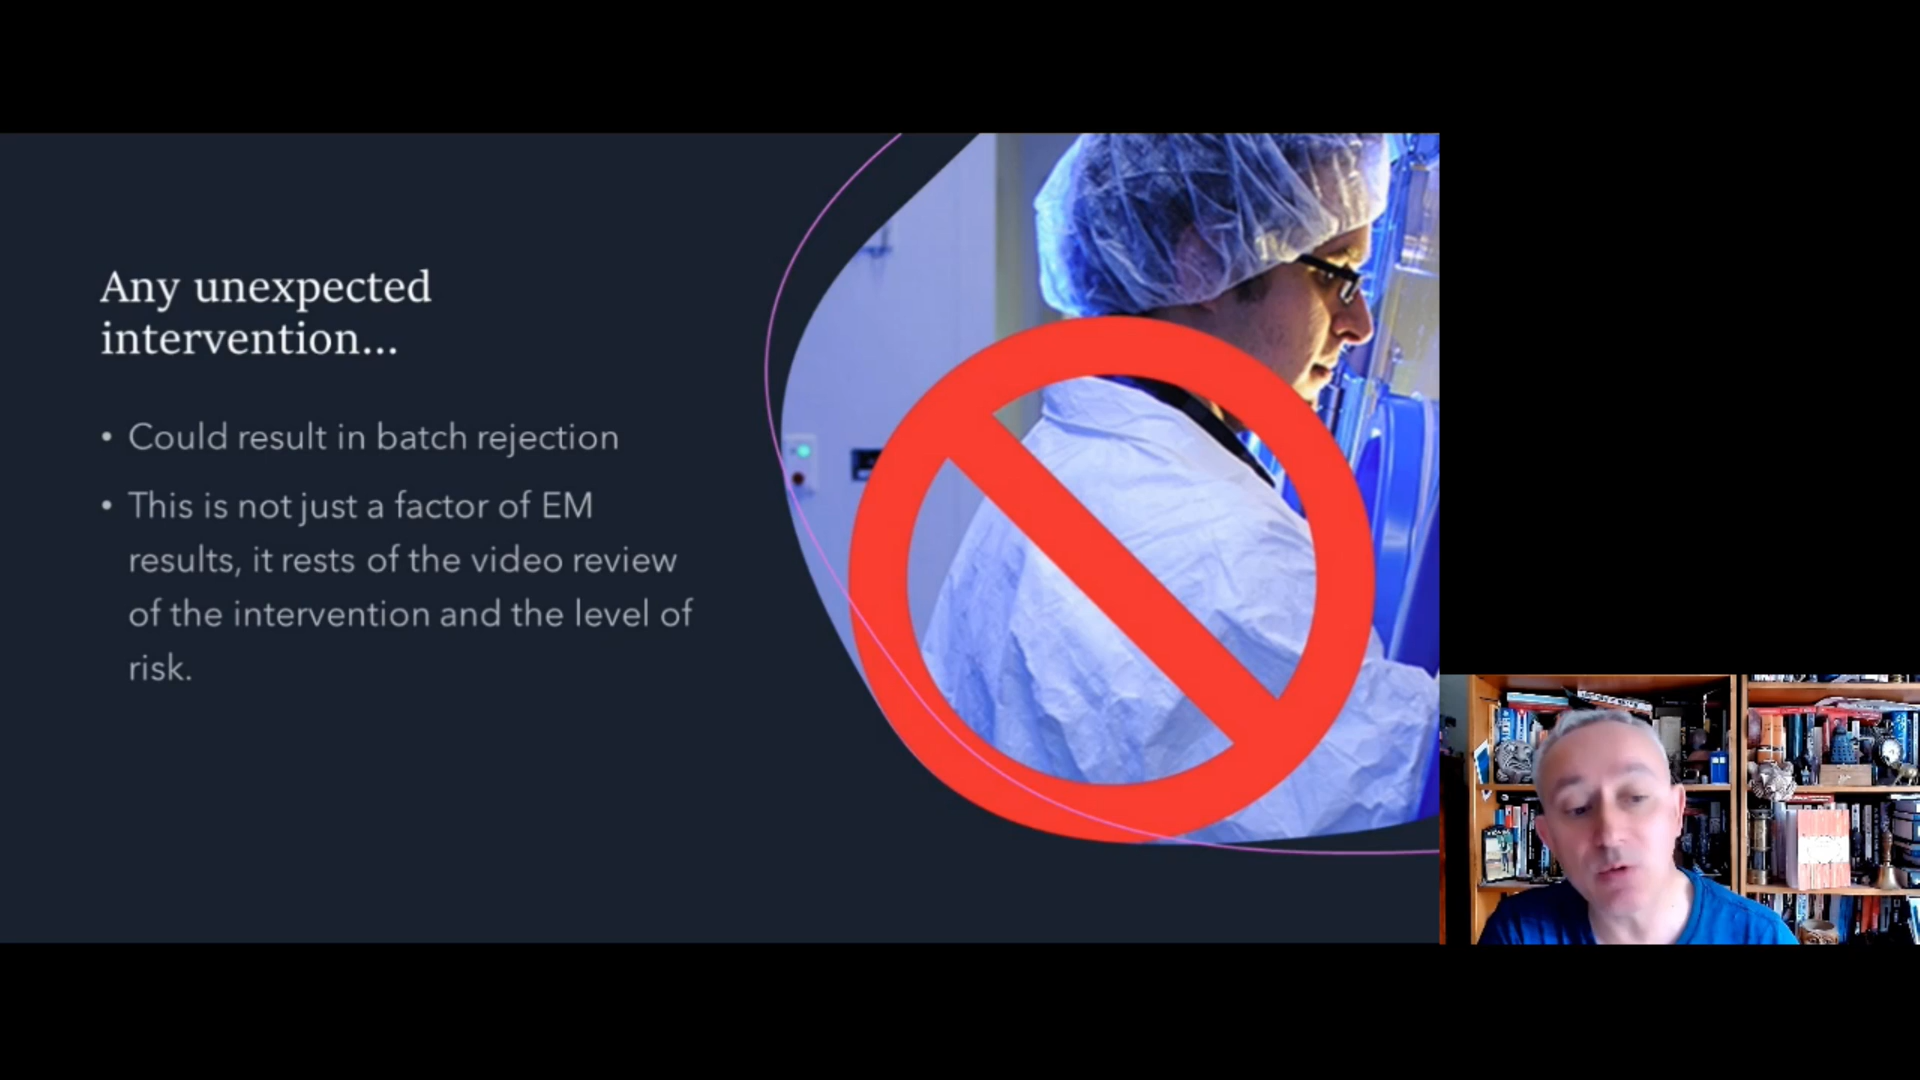 Any unexpected
intervention...
• Could result in batch rejection
• This is not just a factor of EM
results, it rests of the video review
of the intervention and the level of
risk.